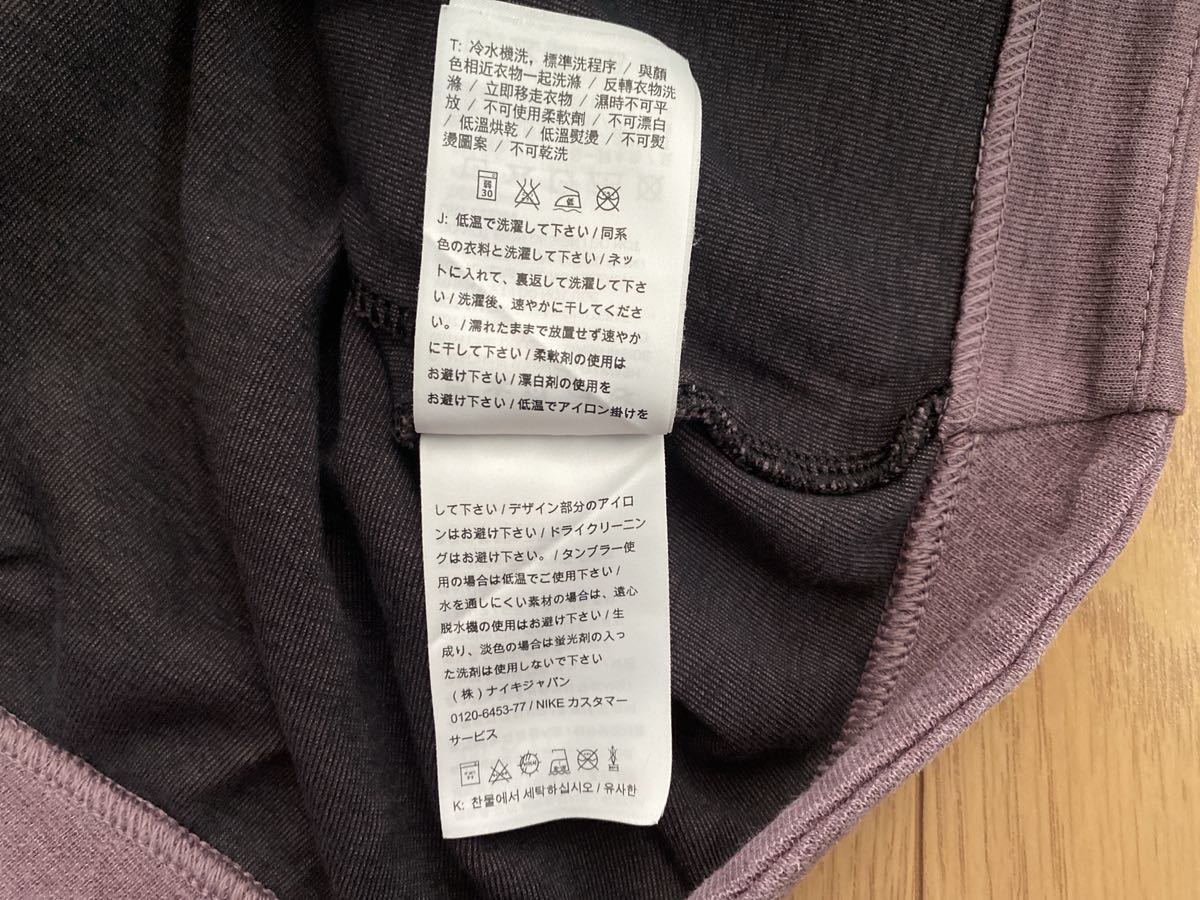 T: 冷水機洗，標準洗程序 / 與顏
色相近衣物一起洗滌 / 反轉衣物洗
滌 / 立即移走衣物 / 濕時不可平
放 / 不可使用柔軟劑 / 不可漂白
/ 低溫烘乾 / 低溫熨燙 / 不可熨
燙圖案 / 不可乾洗
弱
30
低
J: 低温で洗濯して下さい / 同系
色の衣料と洗濯して下さい / ネッ
トに入れて、裏返して洗濯して下さ
い / 洗濯後、速やかに干してくださ
い。 / 濡れたままで放置せず速やか
に干して下さい / 柔軟剤の使用は
お避け下さい / 漂白剤の使用を
お避け下さい / 低温でアイロン掛けを
して下さい / デザイン部分のアイロ
ンはお避け下さい / ドライクリーニン
グはお避け下さい。 / タンブラー使
用の場合は低温でご使用下さい /
水を通しにくい素材の場合は、遠心
脱水機の使用はお避け下さい / 生
成り、淡色の場合は蛍光剤の入っ
た洗剤は使用しないで下さい
(株) ナイキジャパン
0120-6453-77 / NIKE カスタマー
サービス
K: 찬물에서 세탁하십시오 / 유사한